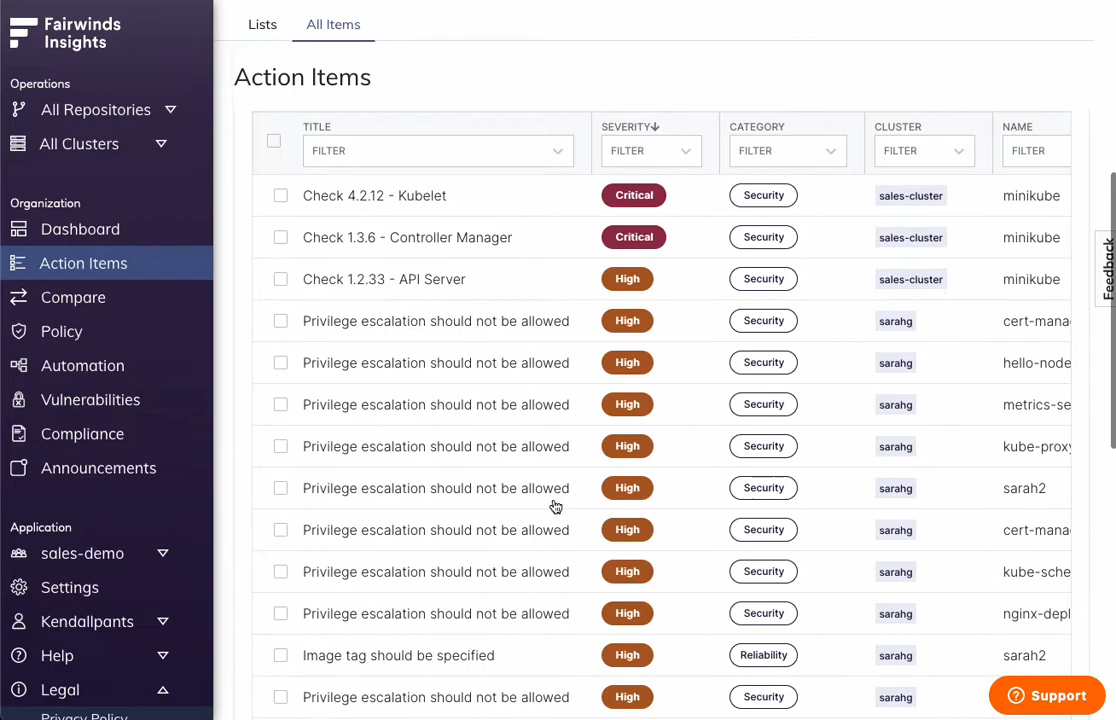 Fairwinds
Insights
Operations
All Repositories
All Clusters
Organization
Dashboard
Action Items
Compare
Policy
Automation
Vulnerabilities
Compliance
Announcements
Application
sales-demo
Settings
Kendallpants
Help
Legal
Privacy Policy
Lists All Items
Action Items
TITLE SEVERITY CATEGORY CLUSTER NAME
FILTER FILTER FILTER FILTER FILTER
Check 4.2.12 - Kubelet Critical Security sales-cluster minikube
Check 1.3.6 - Controller Manager Critical Security sales-cluster minikube
Check 1.2.33 - API Server High Security sales-cluster minikube
Privilege escalation should not be allowed High Security sarahg cert-mana
Privilege escalation should not be allowed High Security sarahg hello-node
Privilege escalation should not be allowed High Security sarahg metrics-se
Privilege escalation should not be allowed High Security sarahg kube-proxy
Privilege escalation should not be allowed High Security sarahg sarah2
Privilege escalation should not be allowed High Security sarahg cert-mana
Privilege escalation should not be allowed High Security sarahg kube-sche
Privilege escalation should not be allowed High Security sarahg nginx-depl
Image tag should be specified High Reliability sarahg sarah2
Privilege escalation should not be allowed High Security sarahg
Feedback
Support